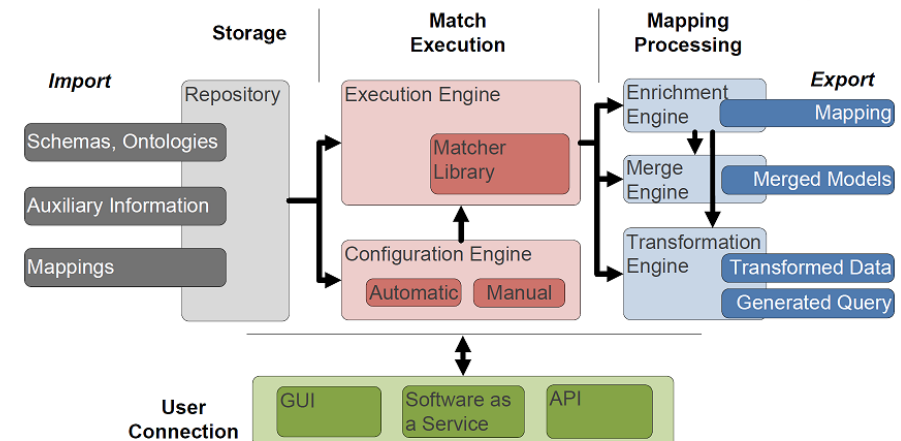 Storage
Match
Execution
Mapping
Processing
Import
Export
Repository
Schemas, Ontologies
Auxiliary Information
Mappings
Execution Engine
Matcher
Library
Configuration Engine
Automatic
Manual
Enrichment
Engine
Mapping
Merge
Engine
Merged Models
Transformation
Engine
Transformed Data
Generated Query
User
Connection
GUI
Software as
a Service
API